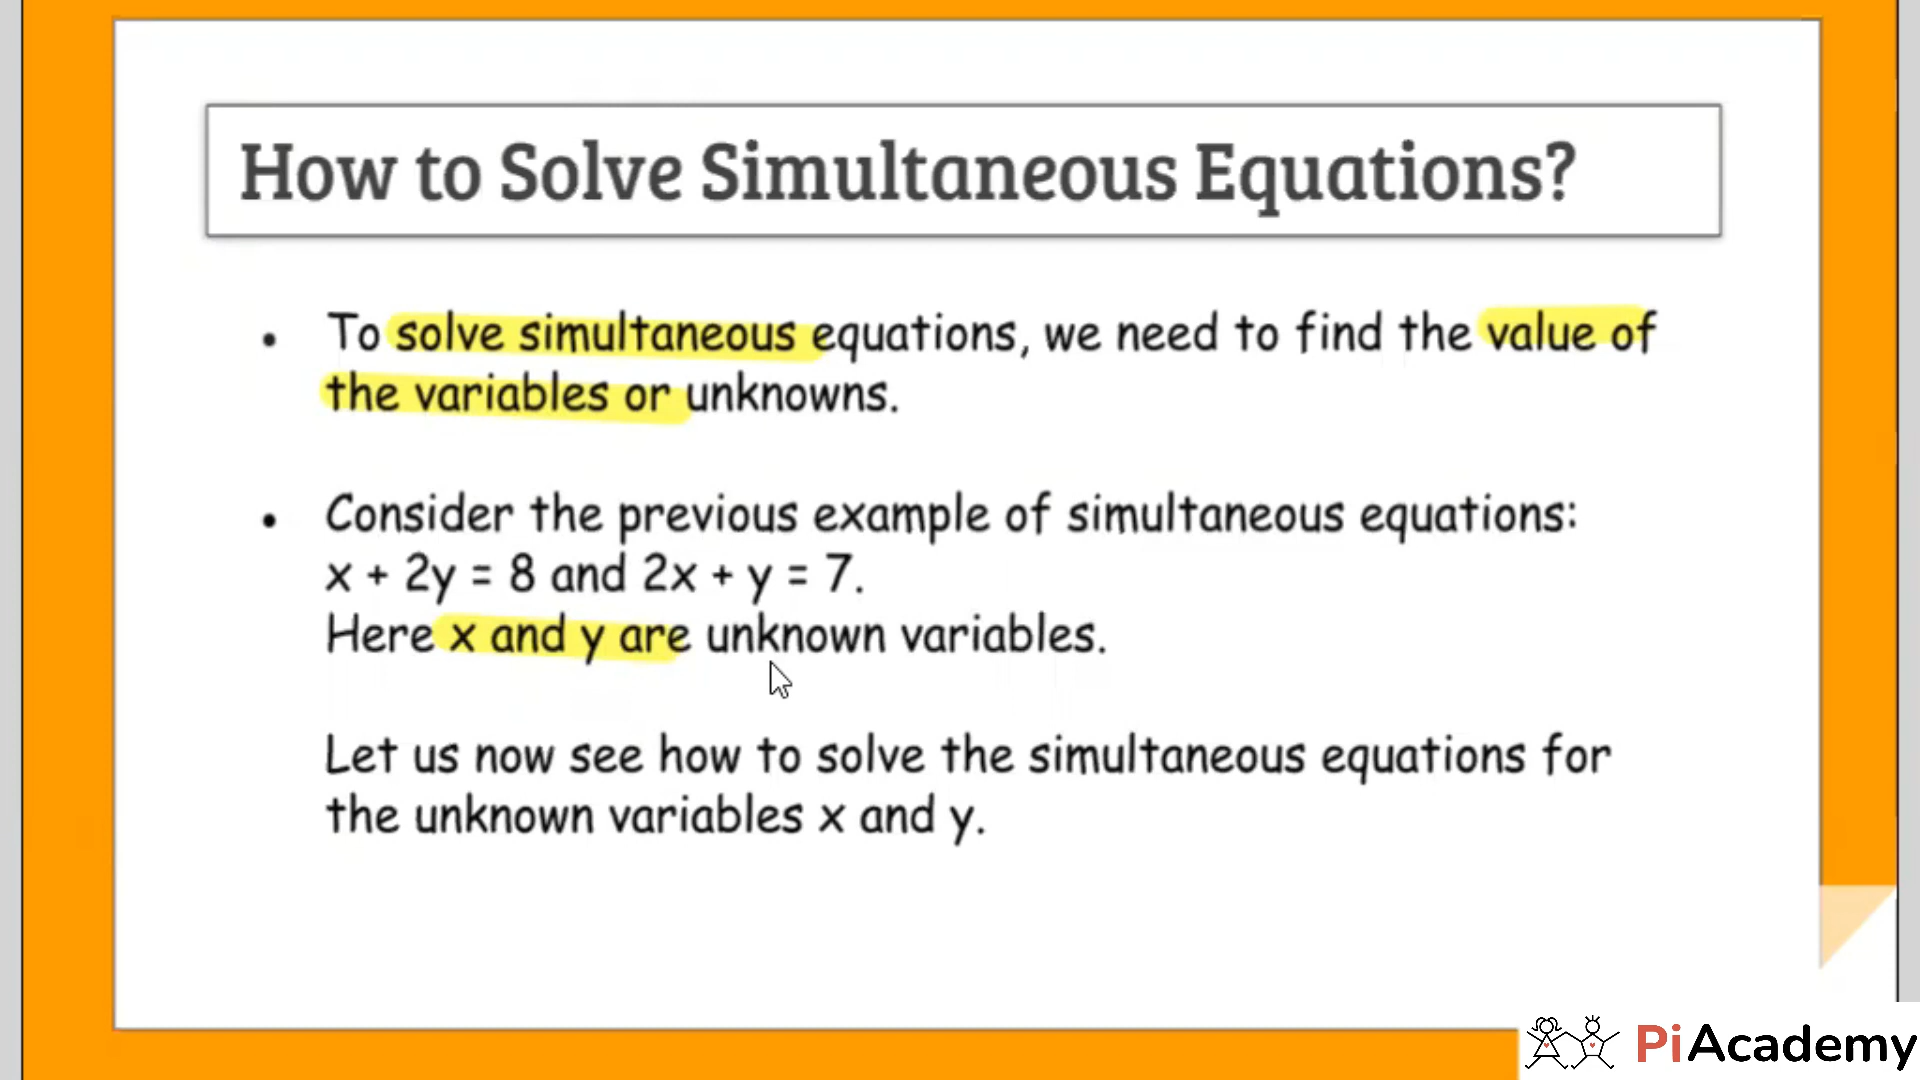 How to Solve Simultaneous Equations?
• To solve simultaneous equations, we need to find the value of
the variables or unknowns.
• Consider the previous example of simultaneous equations:
x + 2y = 8 and 2x + y = 7.
Here x and y are unknown variables.
Let us now see how to solve the simultaneous equations for
the unknown variables x and y.
PiAcademy